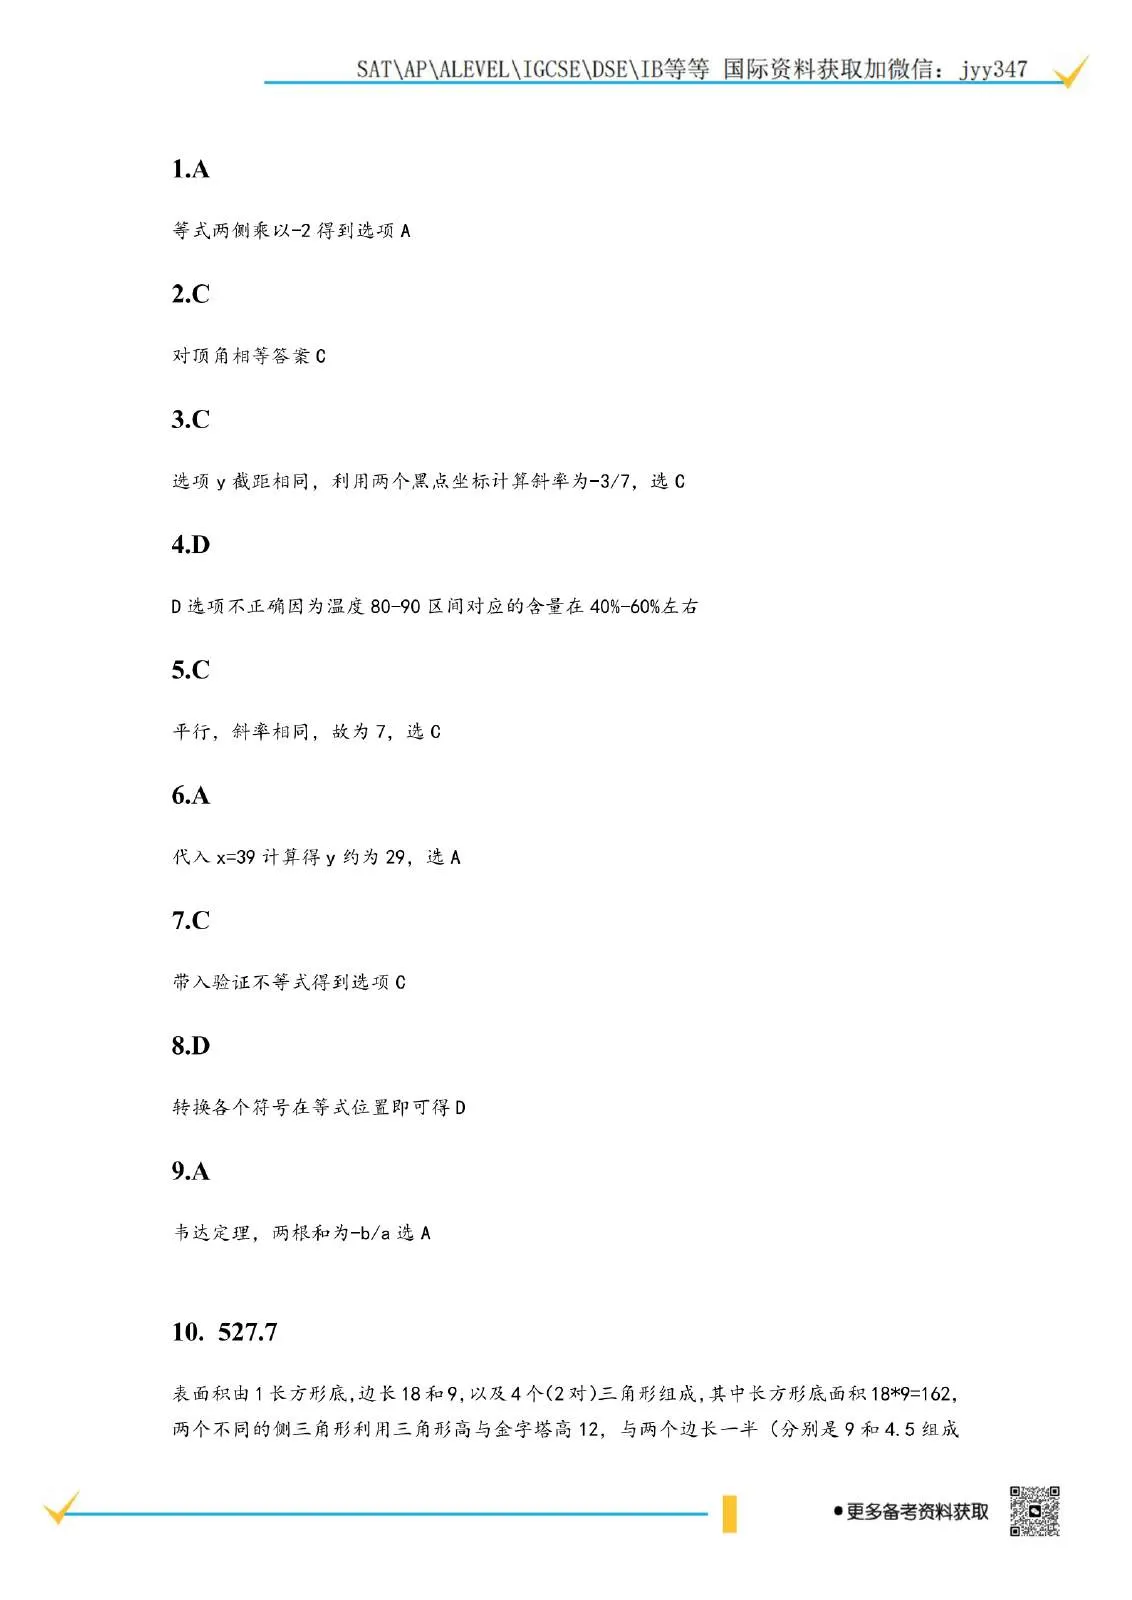 SAT\AP\ALEVEL\IGCSE\DSE\IB等等 国际资料获取加微信：jyy347
1.A
等式两侧乘以-2得到选项A
2.C
对顶角相等答案C
3.C
选项y截距相同，利用两个黑点坐标计算斜率为-3/7，选C
4.D
D选项不正确因为温度80-90区间对应的含量在40%-60%左右
5.C
平行，斜率相同，故为7，选C
6.A
代入x=39计算得y约为29，选A
7.C
带入验证不等式得到选项C
8.D
转换各个符号在等式位置即可得D
9.A
韦达定理，两根和为-b/a选A
10. 527.7
表面积由1长方形底,边长18和9,以及4个(2对)三角形组成,其中长方形底面积18*9=162,
两个不同的侧三角形利用三角形高与金字塔高12，与两个边长一半（分别是9和4.5组成
•更多备考资料获取